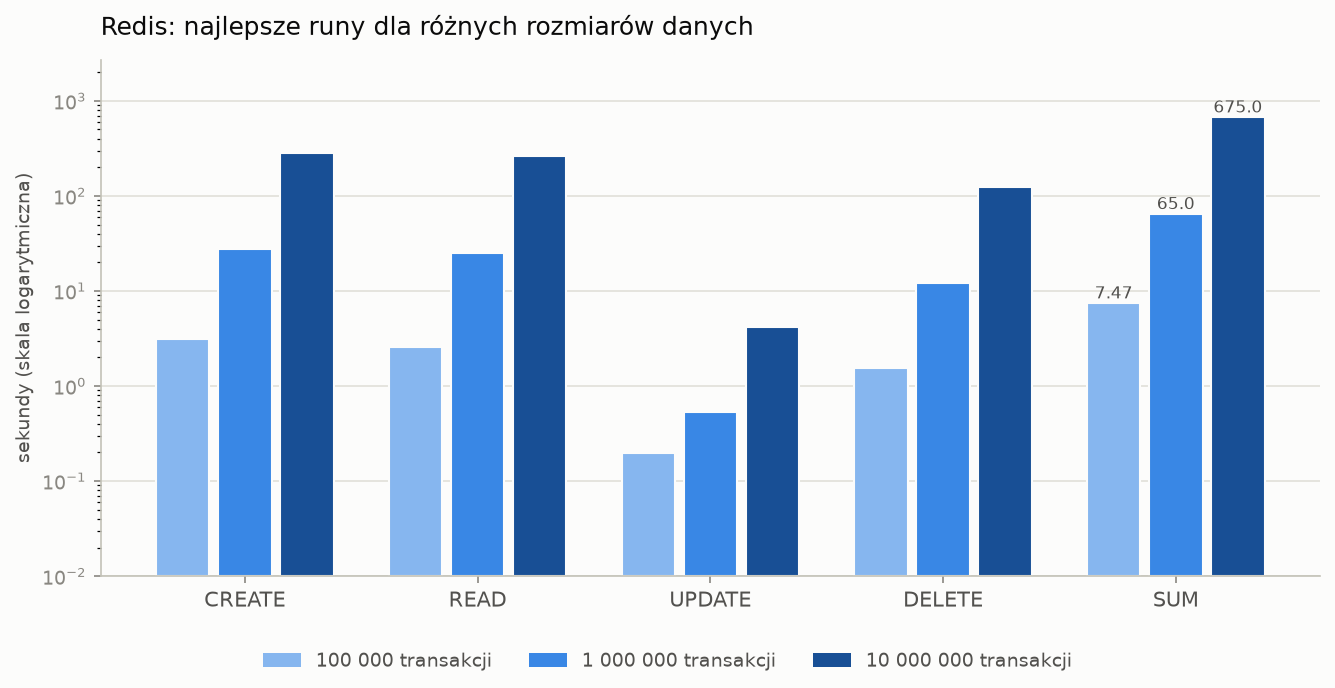 Redis: najlepsze runy dla różnych rozmiarów danych
sekundy (skala logarytmiczna)
10³
10²
10¹
10⁰
10⁻¹
10⁻²
7.47
65.0
675.0
CREATE
READ
UPDATE
DELETE
SUM
100 000 transakcji
1 000 000 transakcji
10 000 000 transakcji